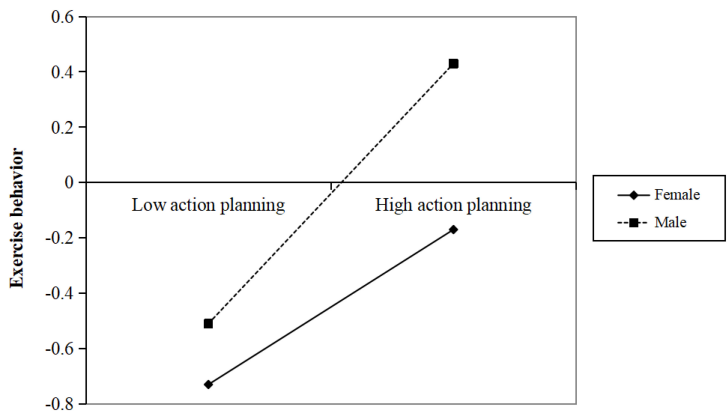 0.6
0.4
0.2
0
Low action planning High action planning
-0.2
-0.4
-0.6
-0.8
Exercise behavior
Female
Male